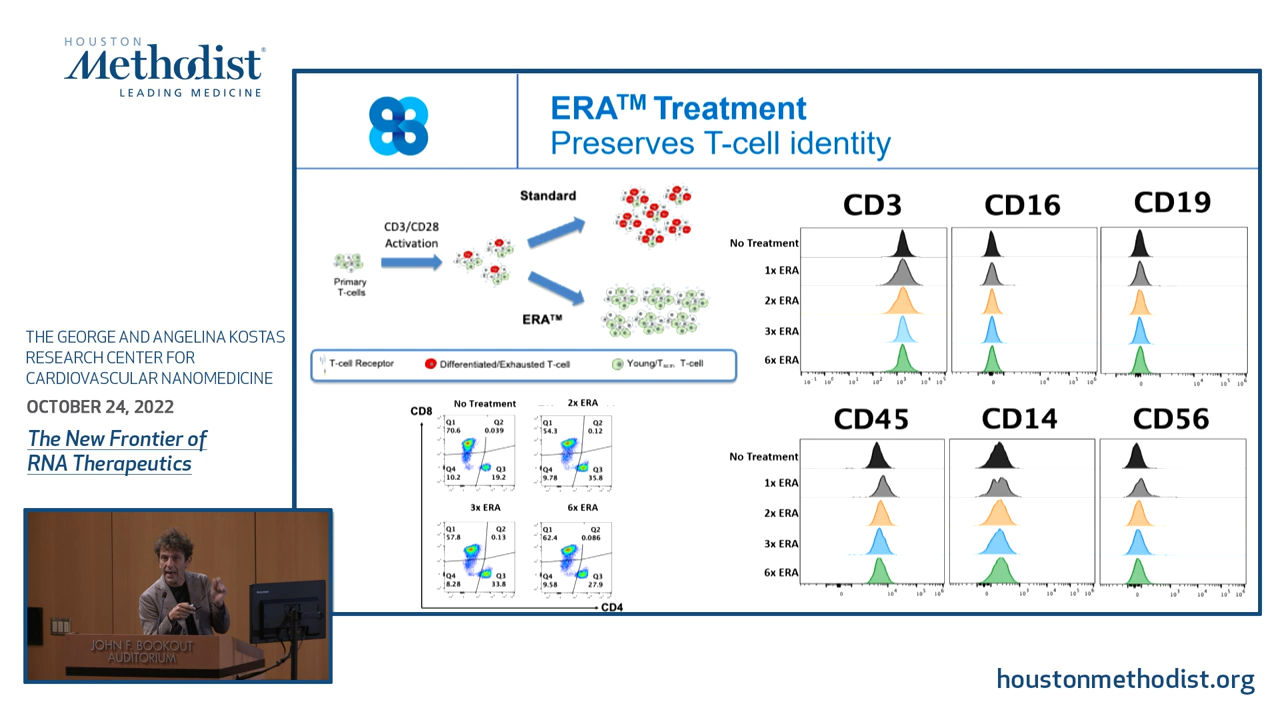 HOUSTON
Methodist®
LEADING MEDICINE
THE GEORGE AND ANGELINA KOSTAS
RESEARCH CENTER FOR
CARDIOVASCULAR NANOMEDICINE
OCTOBER 24, 2022
The New Frontier of
RNA Therapeutics
JOHN F. BOOKOUT
AUDITORIUM
ERA™ Treatment
Preserves T-cell identity
Standard
CD3/CD28
Activation
Primary
T-cells
ERA™
T-cell Receptor
Differentiated/Exhausted T-cell
Young/Tscm T-cell
CD8
No Treatment
Q1
70.6
Q2
0.039
Q4
10.2
Q3
19.2
2x ERA
Q1
54.3
Q2
0.12
Q4
9.78
Q3
35.8
3x ERA
Q1
57.8
Q2
0.13
Q4
8.28
Q3
33.8
6x ERA
Q1
62.4
Q2
0.086
Q4
9.58
Q3
27.9
CD4
CD3
CD16
CD19
No Treatment
1x ERA
2x ERA
3x ERA
6x ERA
CD45
CD14
CD56
No Treatment
1x ERA
2x ERA
3x ERA
6x ERA
houstonmethodist.org